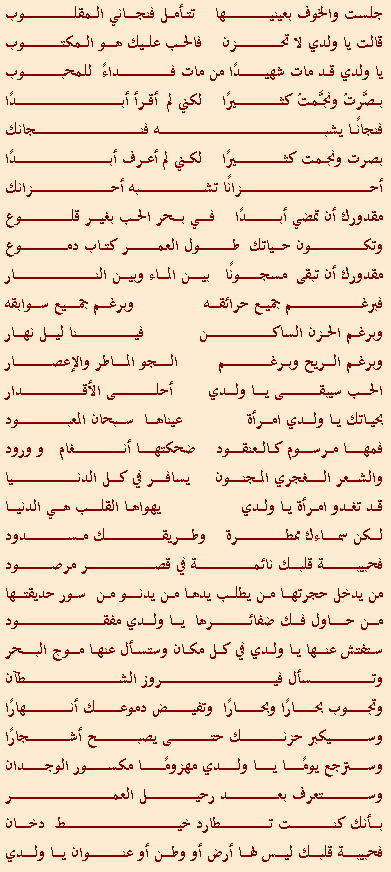 جلست والخوف بعينيها تتأمل فنجاني المقلوب
قالت يا ولدي لا تحزن فالحب عليك هو المكتوب
يا ولدي قد مات شهيدًا من مات فداءً للمحبوب
بصّرتُ ونجّمتُ كثيرًا لكني لم أقرأ أبدًا
فنجانًا يشبه فنجانك
بصرت ونجمت كثيرًا لكني لم أعرف أبدًا
أحزانًا تشبه أحزانك
مقدورك أن تمضي أبدًا في بحر الحب بغير قلوع
وتكون حياتك طول العمر كتاب دموع
مقدورك أن تبقى مسجونًا بين الماء وبين النار
فبرغم جميع حرائقه وبرغم جميع سوابقه
وبرغم الحزن الساكن فينا ليل نهار
وبرغم الريح وبرغم الجو الماطر والإعصار
الحب سيبقى يا ولدي أحلى الأقدار
بحياتك يا ولدي امرأة عيناها سبحان المعبود
فمها مرسوم كالعنقود ضحكتها أنغام و ورود
والشعر الغجري المجنون يسافر في كل الدنيا
قد تغدو امرأة يا ولدي يهواها القلب هي الدنيا
لكن سماءك ممطرة وطريقك مسدود
فحبيبة قلبك نائمة في قصر مرصود
من يدخل حجرتها من يطلب يدها من يدنو من سور حديقتها
من حاول فك ضفائرها يا ولدي مفقود
ستفتش عنها يا ولدي في كل مكان وستسأل عنها موج البحر
وتسأل فيروز الشطآن
وتجوب بحارًا وبحارًا وتفيض دموعك أنهارًا
وسيكبر حزنك حتى يصبح أشجارًا
وسترجع يومًا يا ولدي مهزومًا مكسور الوجدان
وستعرف بعد رحيل العمر
بأنك كنت تطارد خيط دخان
فحبيبة قلبك ليس لها أرض أو وطن أو عنوان يا ولدي